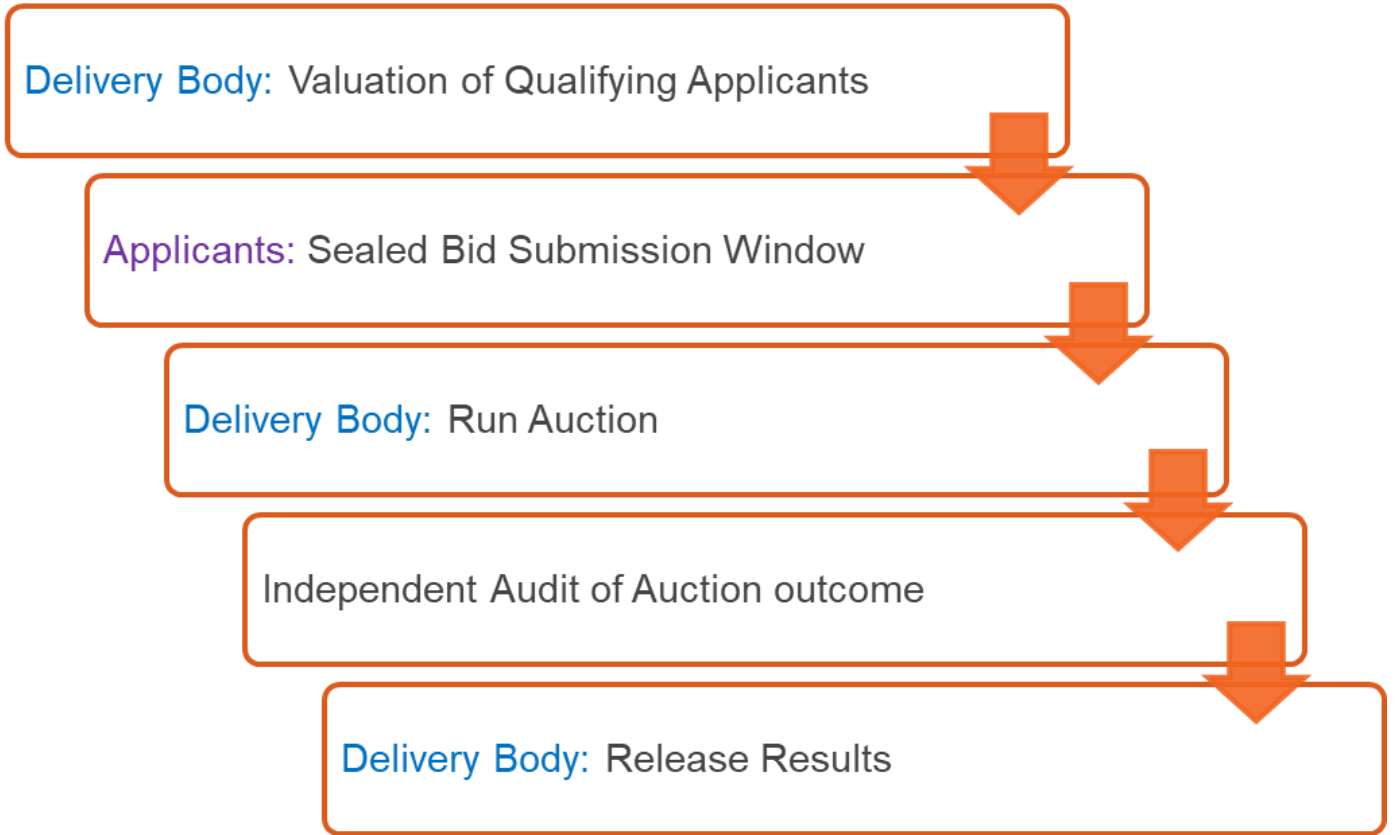 Delivery Body: Valuation of Qualifying Applicants
Applicants: Sealed Bid Submission Window
Delivery Body: Run Auction
Independent Audit of Auction outcome
Delivery Body: Release Results